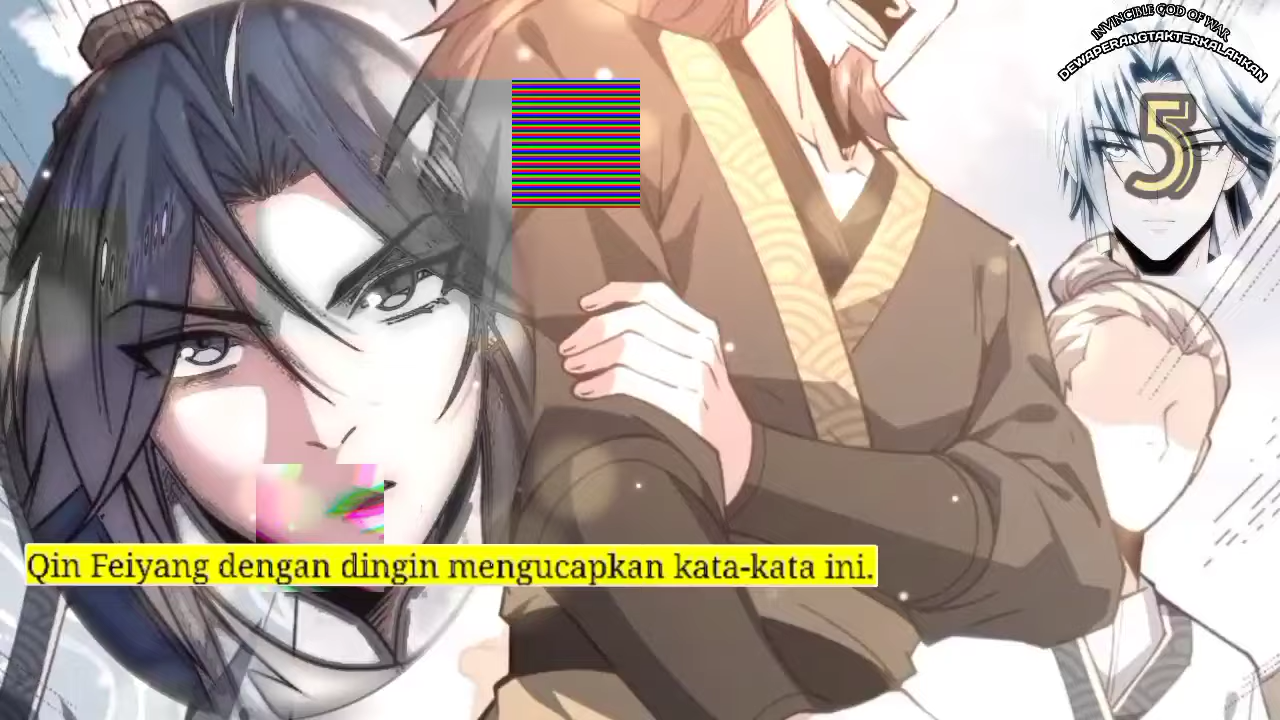 INVINCIBLE GOD OF WAR
DEWAPERANGTAKTERKALAHKAN
5
Qin Feiyang dengan dingin mengucapkan kata-kata ini.